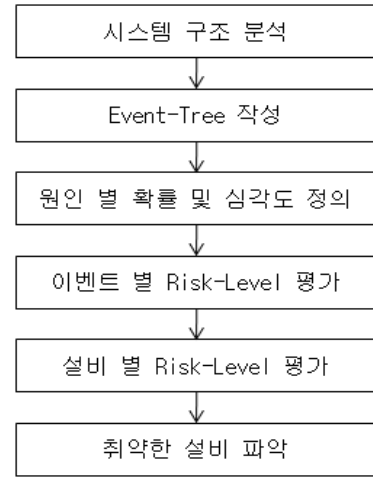 시스템 구조 분석
Event-Tree 작성
원인 별 확률 및 심각도 정의
이벤트 별 Risk-Level 평가
설비 별 Risk-Level 평가
취약한 설비 파악